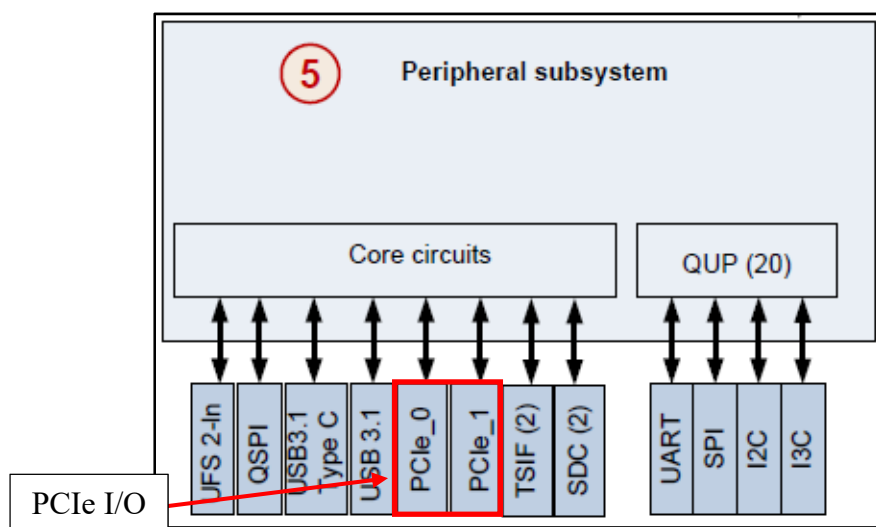 5
Peripheral subsystem
Core circuits
QUP (20)
UFS 2-ln
QSPI
USB3.1
Type C
USB 3.1
PCIe_0
PCIe_1
TSIF (2)
SDC (2)
UART
SPI
I2C
I3C
PCIe I/O